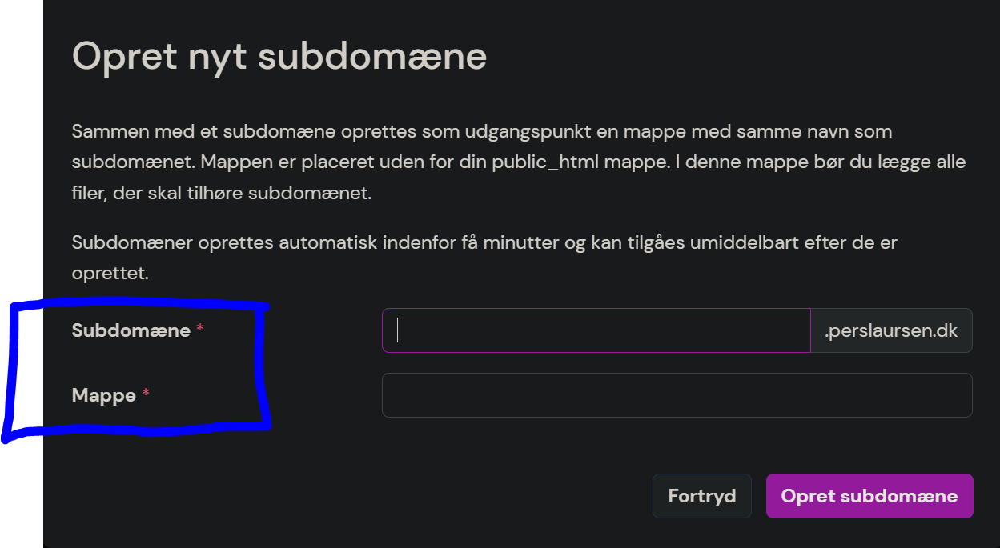 Opret nyt subdomæne
Sammen med et subdomæne oprettes som udgangspunkt en mappe med samme navn som
subdomænet. Mappen er placeret uden for din public_html mappe. I denne mappe bør du lægge alle
filer, der skal tilhøre subdomænet.
Subdomæner oprettes automatisk indenfor få minutter og kan tilgåes umiddelbart efter de er
oprettet.
Subdomæne * .perslaursen.dk
Mappe *
Fortryd Opret subdomæne